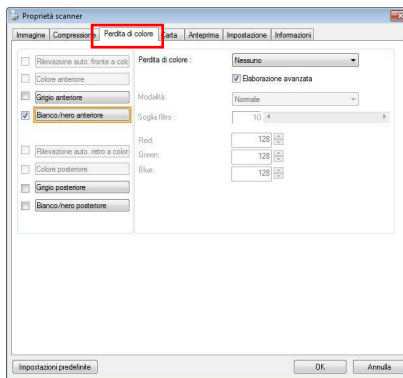 Proprietà scanner
Immagine Compressione Perdita di colore Carta Anteprima Impostazione Informazioni
Rilevazione auto. fronte a colo
Colore anteriore
Grigio anteriore
Bianco/nero anteriore
Rilevazione auto. retro a color
Colore posteriore
Grigio posteriore
Bianco/nero posteriore
Perdita di colore : Nessuno
Elaborazione avanzata
Modalità: Normale
Soglia filtro : 10
Red: 128
Green: 128
Blue: 128
Impostazioni predefinite OK Annulla